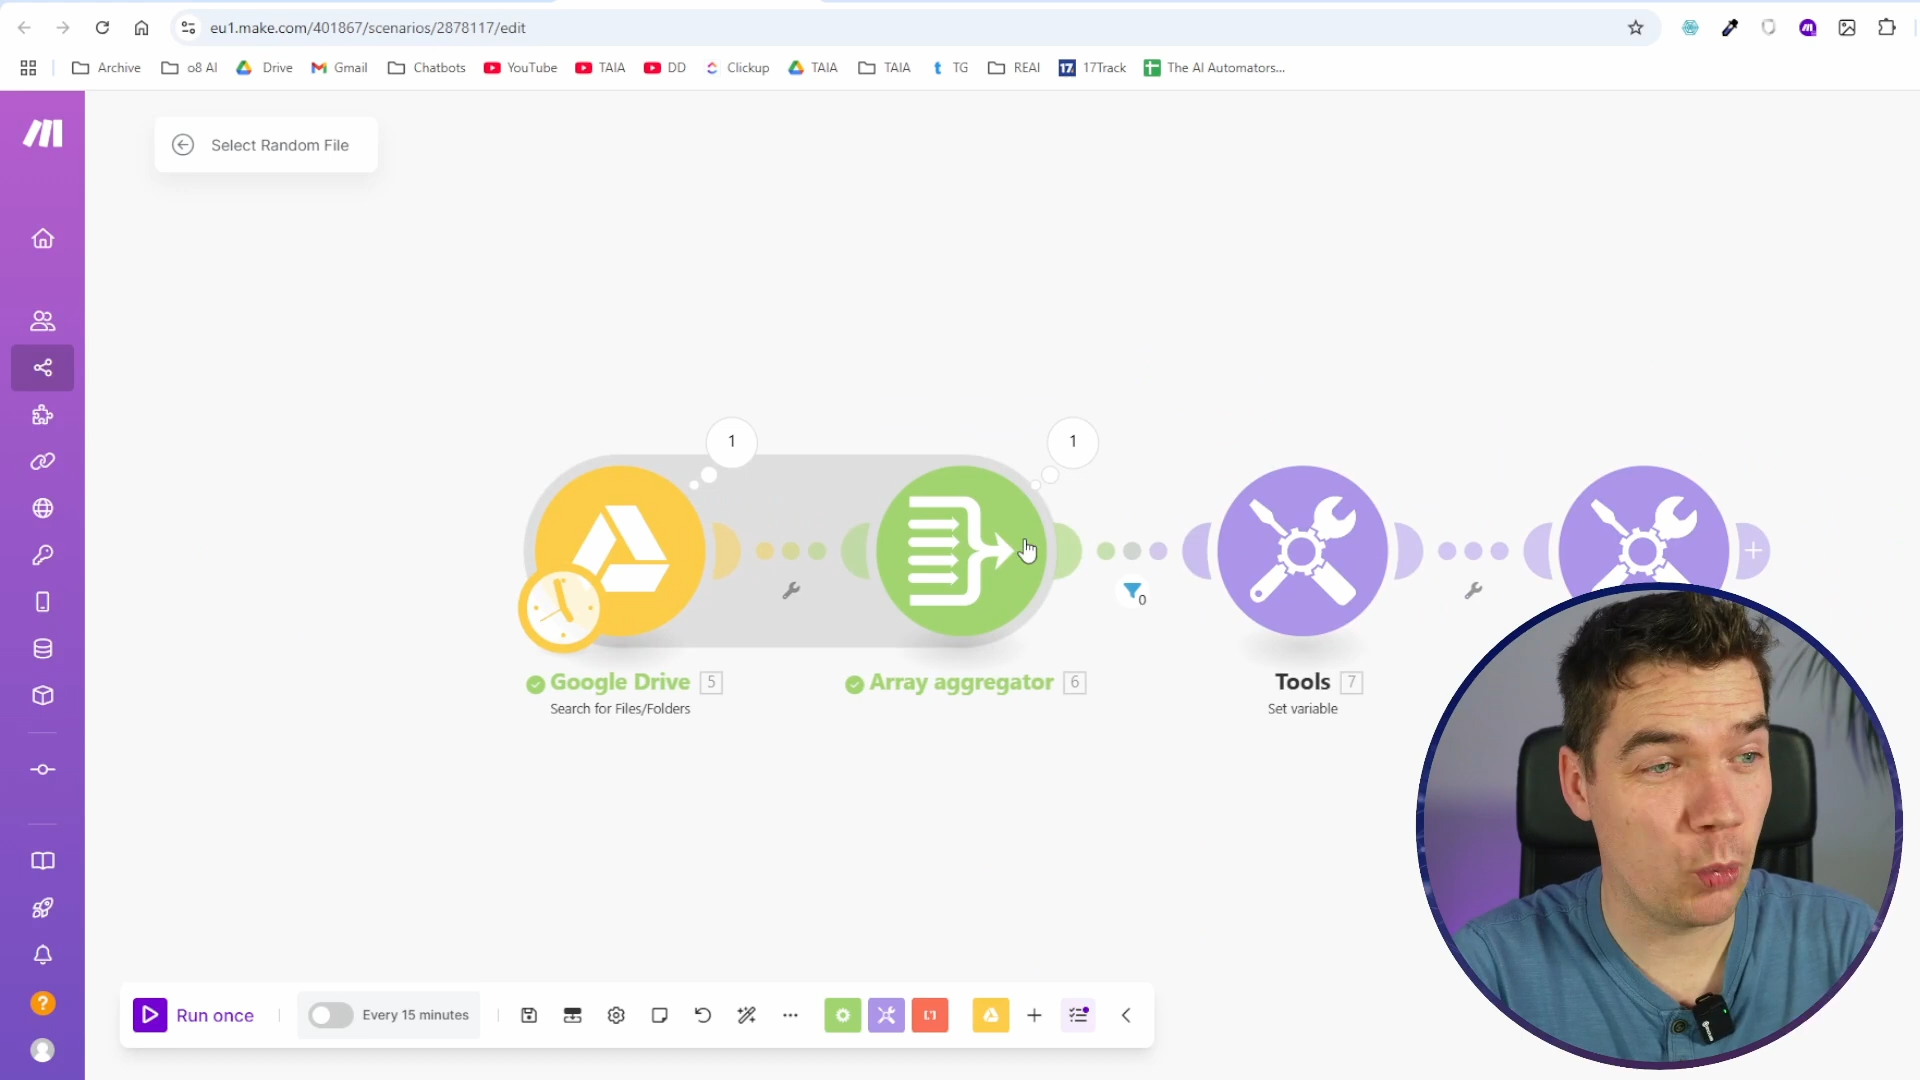 eu1.make.com/401867/scenarios/2878117/edit
Archive o8 AI Drive Gmail Chatbots YouTube TAIA DD Clickup TAIA TAIA TG REAI 17Track The AI Automators...
Select Random File
1 1
0
Google Drive 5 Array aggregator 6 Tools 7
Search for Files/Folders Set variable
Run once Every 15 minutes